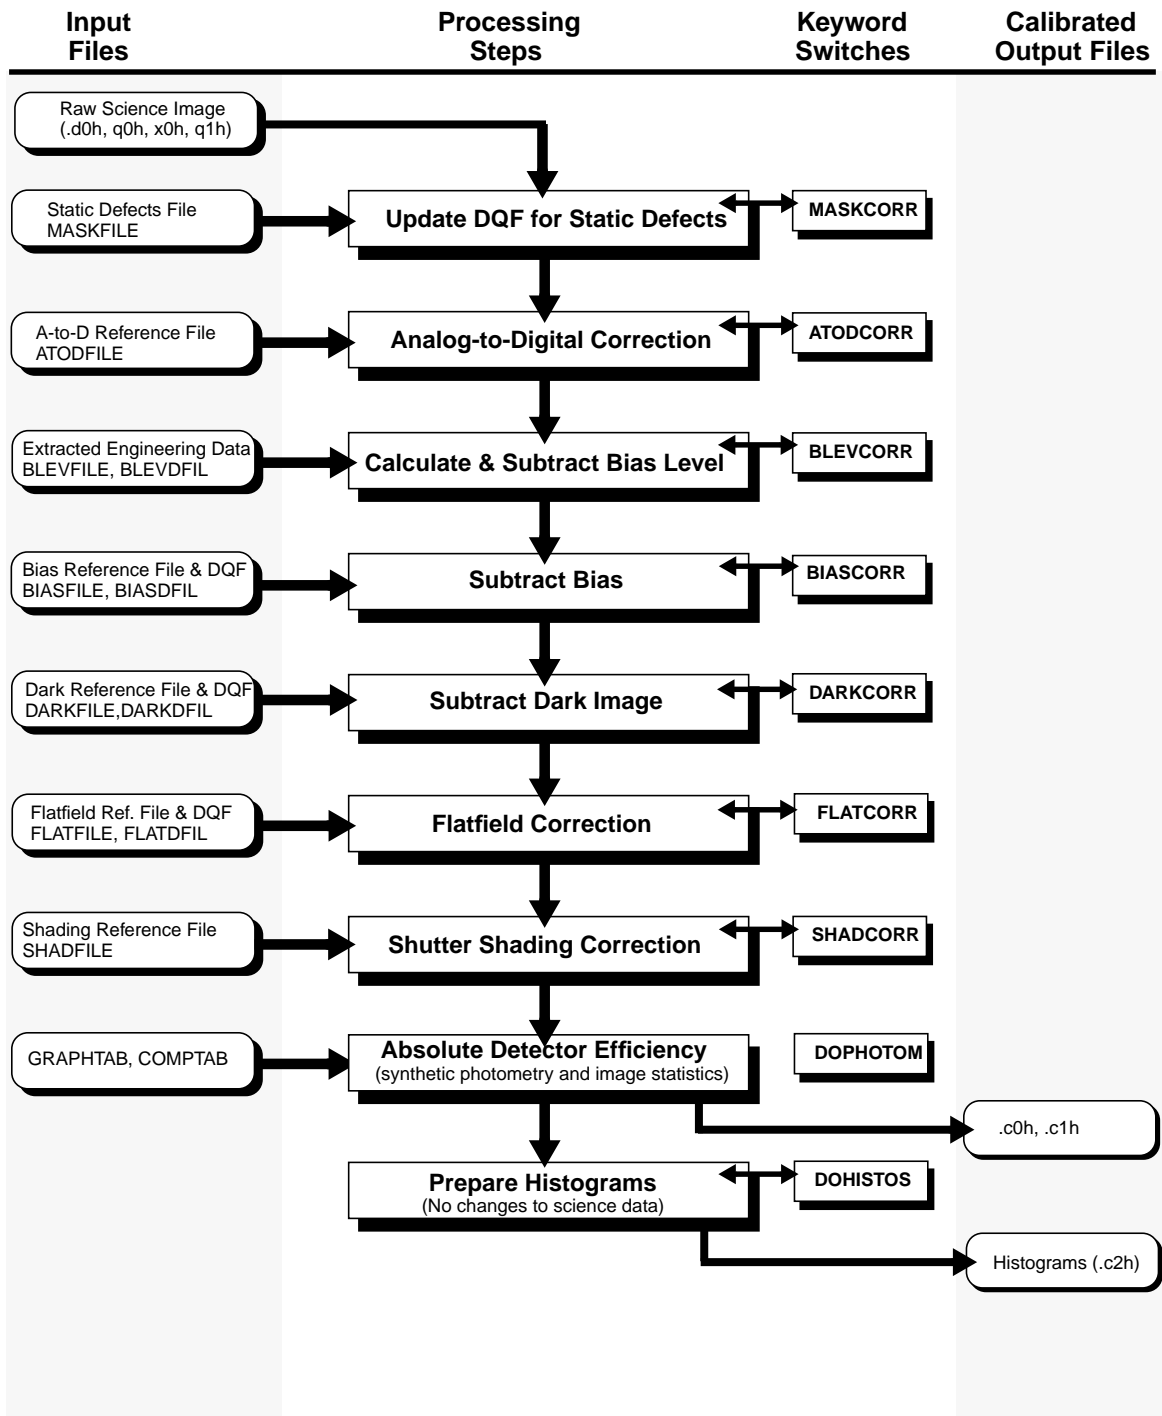 Input
Files
Processing
Steps
Keyword
Switches
Calibrated
Output Files
Raw Science Image
(.d0h, q0h, x0h, q1h)
Static Defects File
MASKFILE
Update DQF for Static Defects
MASKCORR
A-to-D Reference File
ATODFILE
Analog-to-Digital Correction
ATODCORR
Extracted Engineering Data
BLEVFILE, BLEVDFIL
Calculate & Subtract Bias Level
BLEVCORR
Bias Reference File & DQF
BIASFILE, BIASDFIL
Subtract Bias
BIASCORR
Dark Reference File & DQF
DARKFILE,DARKDFIL
Subtract Dark Image
DARKCORR
Flatfield Ref. File & DQF
FLATFILE, FLATDFIL
Flatfield Correction
FLATCORR
Shading Reference File
SHADFILE
Shutter Shading Correction
SHADCORR
GRAPHTAB, COMPTAB
Absolute Detector Efficiency
(synthetic photometry and image statistics)
DOPHOTOM
.c0h, .c1h
Prepare Histograms
(No changes to science data)
DOHISTOS
Histograms (.c2h)